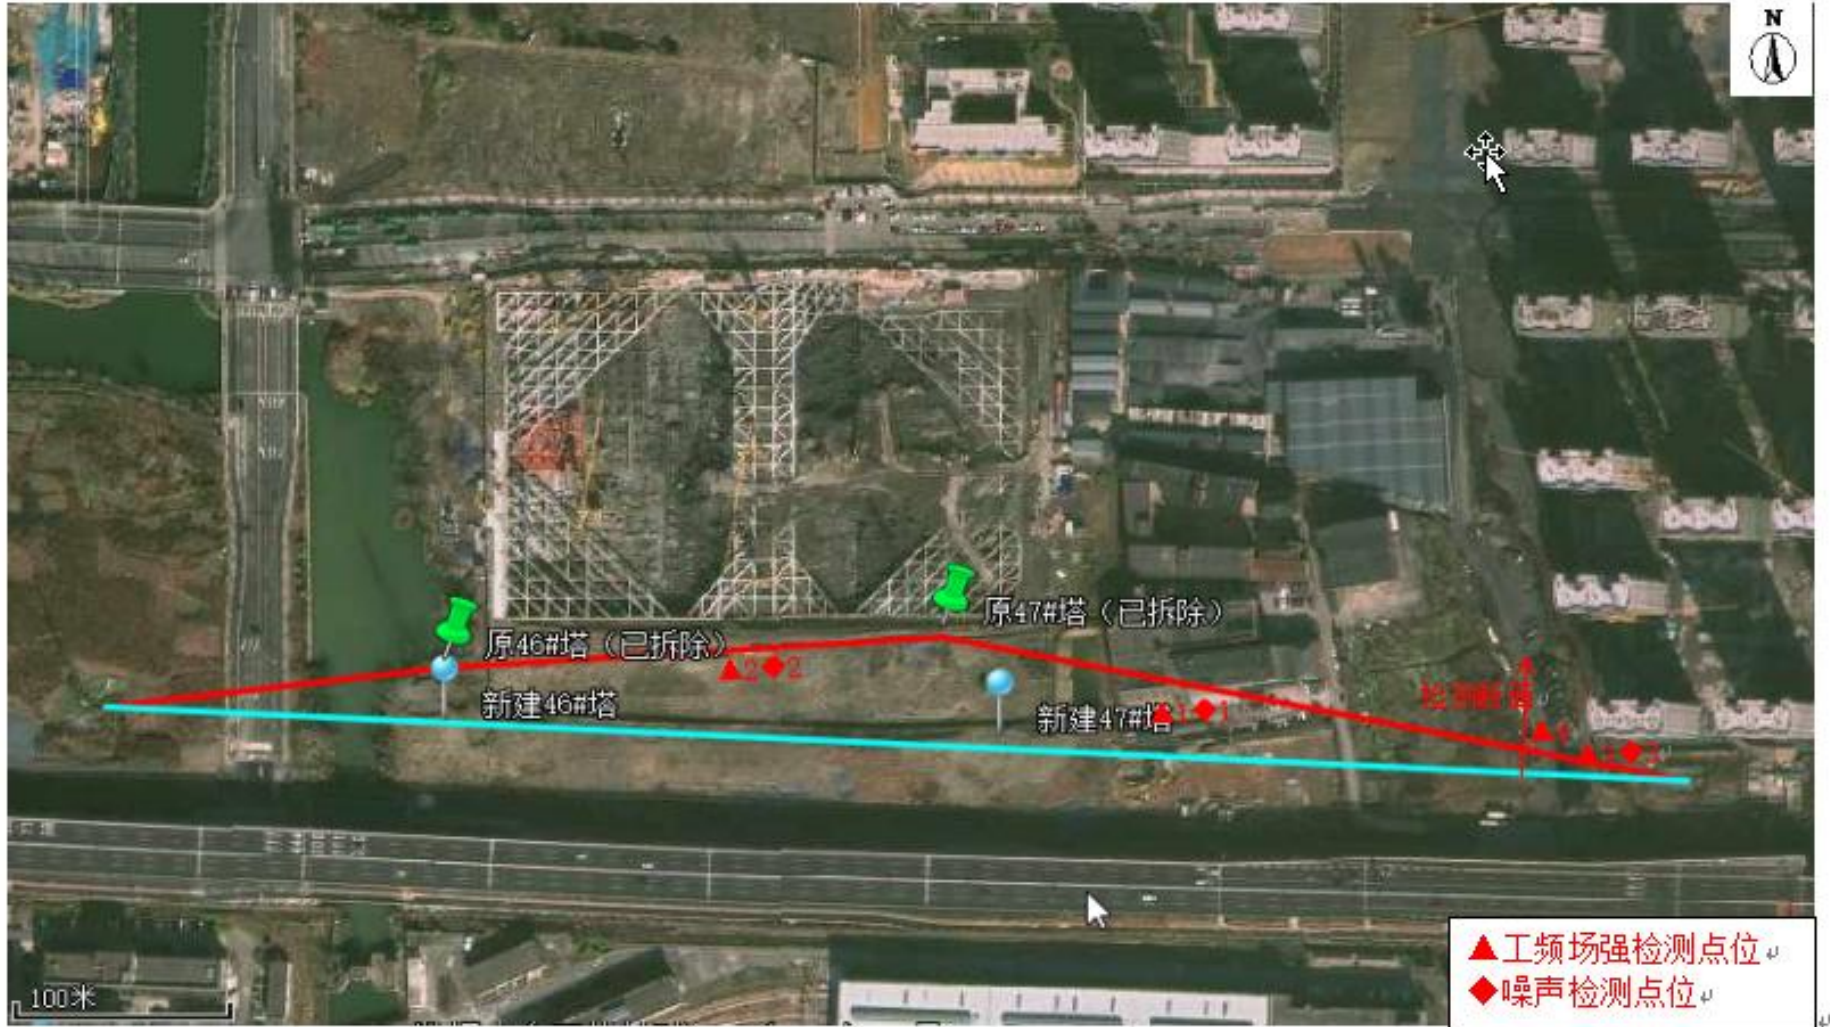 N
原47#塔（已拆除）
原46#塔（已拆除）
2 2
新建46#塔
新建47#塔
1 1
检测断面
工频场强检测点位
噪声检测点位
100米